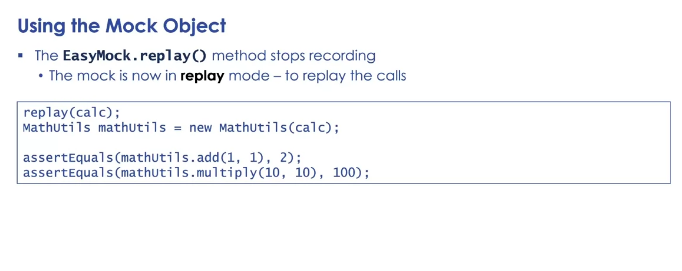 Using the Mock Object
▪ The EasyMock.replay() method stops recording
• The mock is now in replay mode – to replay the calls
replay(calc);
MathUtils mathUtils = new MathUtils(calc);
assertEquals(mathUtils.add(1, 1), 2);
assertEquals(mathUtils.multiply(10, 10), 100);